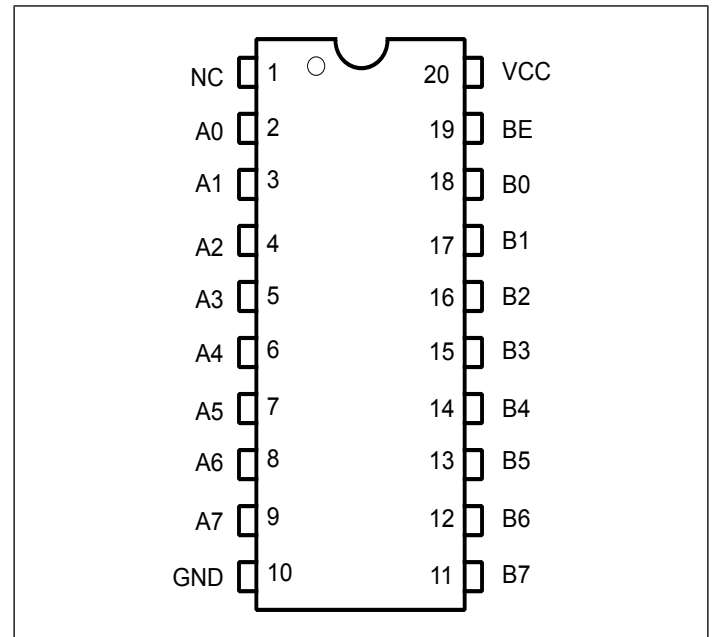 NC 1 20 VCC
A0 2 19 BE
A1 3 18 B0
A2 4 17 B1
A3 5 16 B2
A4 6 15 B3
A5 7 14 B4
A6 8 13 B5
A7 9 12 B6
GND 10 11 B7